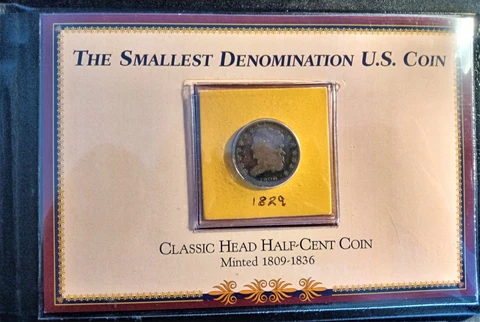 THE SMALLEST DENOMINATION U.S. COIN
1829
CLASSIC HEAD HALF-CENT COIN
Minted 1809-1836